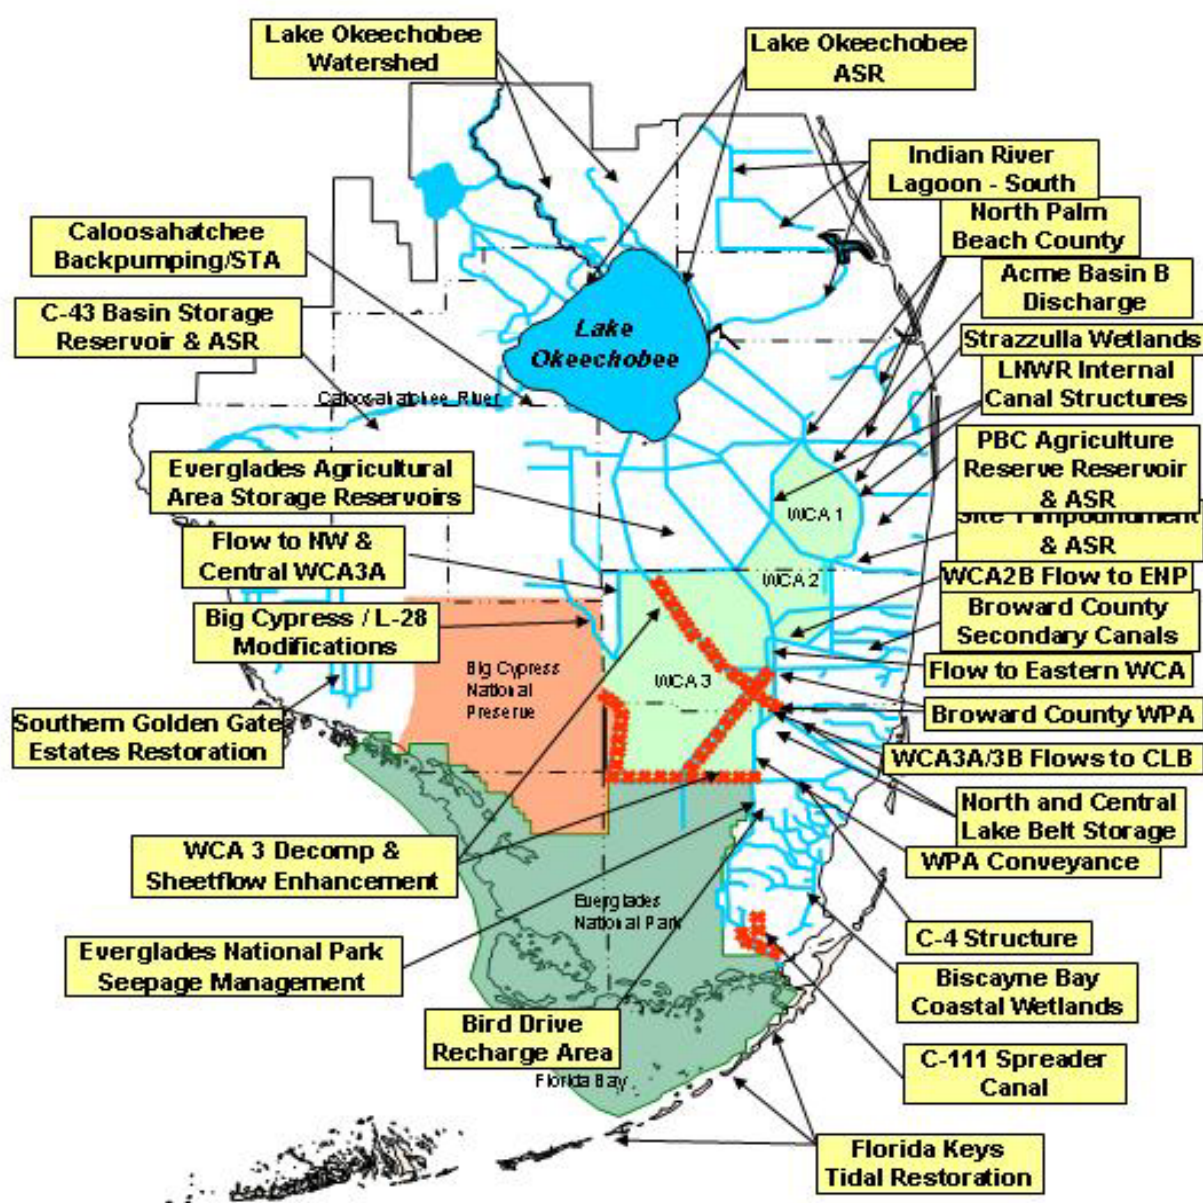 Lake Okeechobee
Watershed
Lake Okeechobee
ASR
Indian River
Lagoon - South
North Palm
Beach County
Caloosahatchee
Backpumping/STA
Acme Basin B
Discharge
C-43 Basin Storage
Reservoir & ASR
Lake
Okeechobee
Strazzulla Wetlands
LNWR Internal
Canal Structures
Caloosahatchee River
PBC Agriculture
Reserve Reservoir
& ASR
Everglades Agricultural
Area Storage Reservoirs
WCA 1
Site 1 Impoundment
& ASR
Flow to NW &
Central WCA3A
WCA 2
WCA2B Flow to ENP
Big Cypress / L-28
Modifications
Broward County
Secondary Canals
Big Cypress
National
Preserve
WCA 3
Flow to Eastern WCA
Southern Golden Gate
Estates Restoration
Broward County WPA
WCA3A/3B Flows to CLB
North and Central
Lake Belt Storage
WCA 3 Decomp &
Sheetflow Enhancement
WPA Conveyance
Everglades
National Park
C-4 Structure
Everglades National Park
Seepage Management
Biscayne Bay
Coastal Wetlands
Bird Drive
Recharge Area
C-111 Spreader
Canal
Florida Bay
Florida Keys
Tidal Restoration